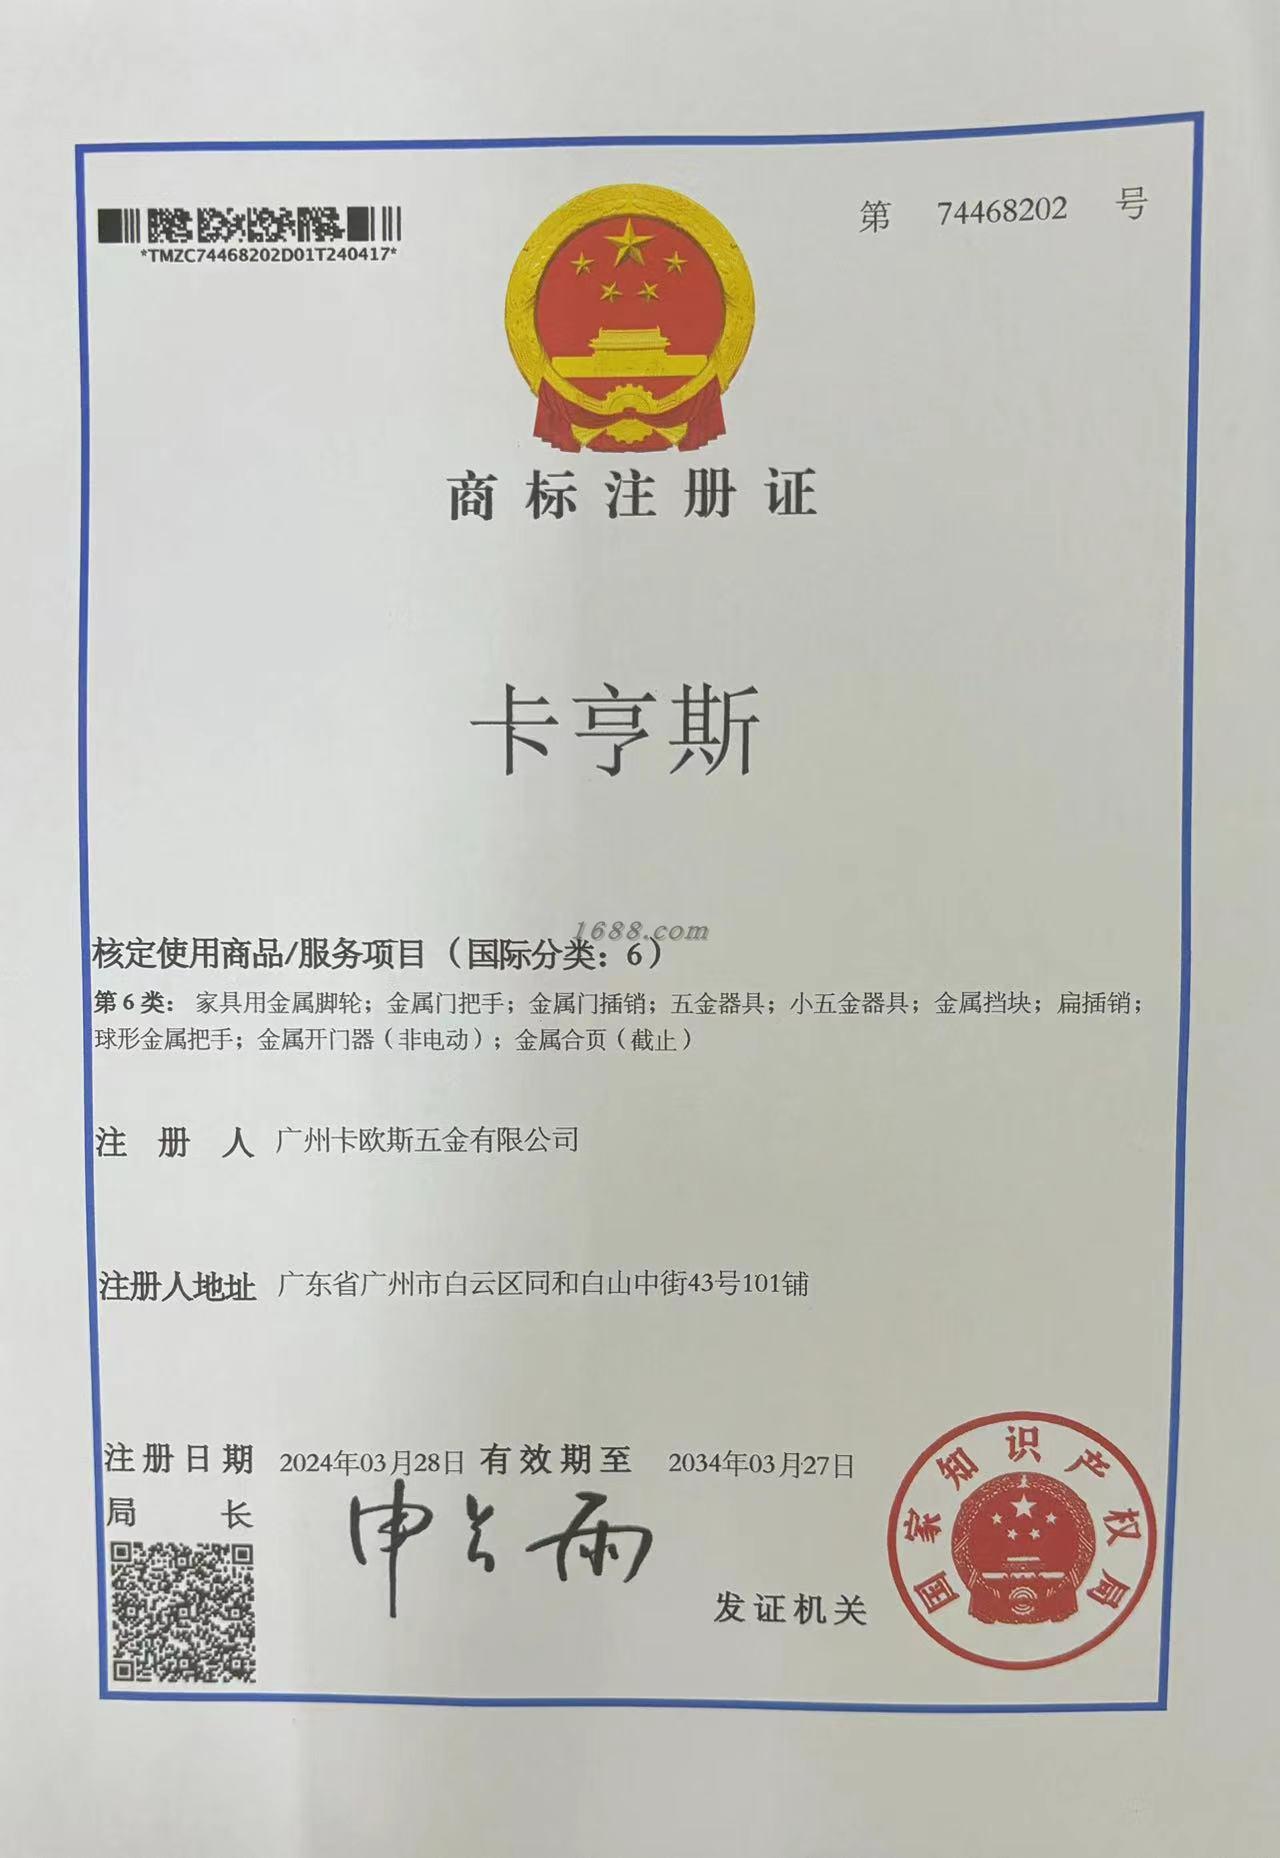 *TMZC74468202D01T240417*
第 74468202 号
商标注册证
卡亨斯
1688.com
核定使用商品/服务项目（国际分类：6）
第6类：家具用金属脚轮；金属门把手；金属门插销；五金器具；小五金器具；金属挡块；扁插销；
球形金属把手；金属开门器（非电动）；金属合页（截止）
注册人 广州卡欧斯五金有限公司
注册人地址 广东省广州市白云区同和白山中街43号101铺
注册日期 2024年03月28日 有效期至 2034年03月27日
局长 申长雨
发证机关
国家知识产权局